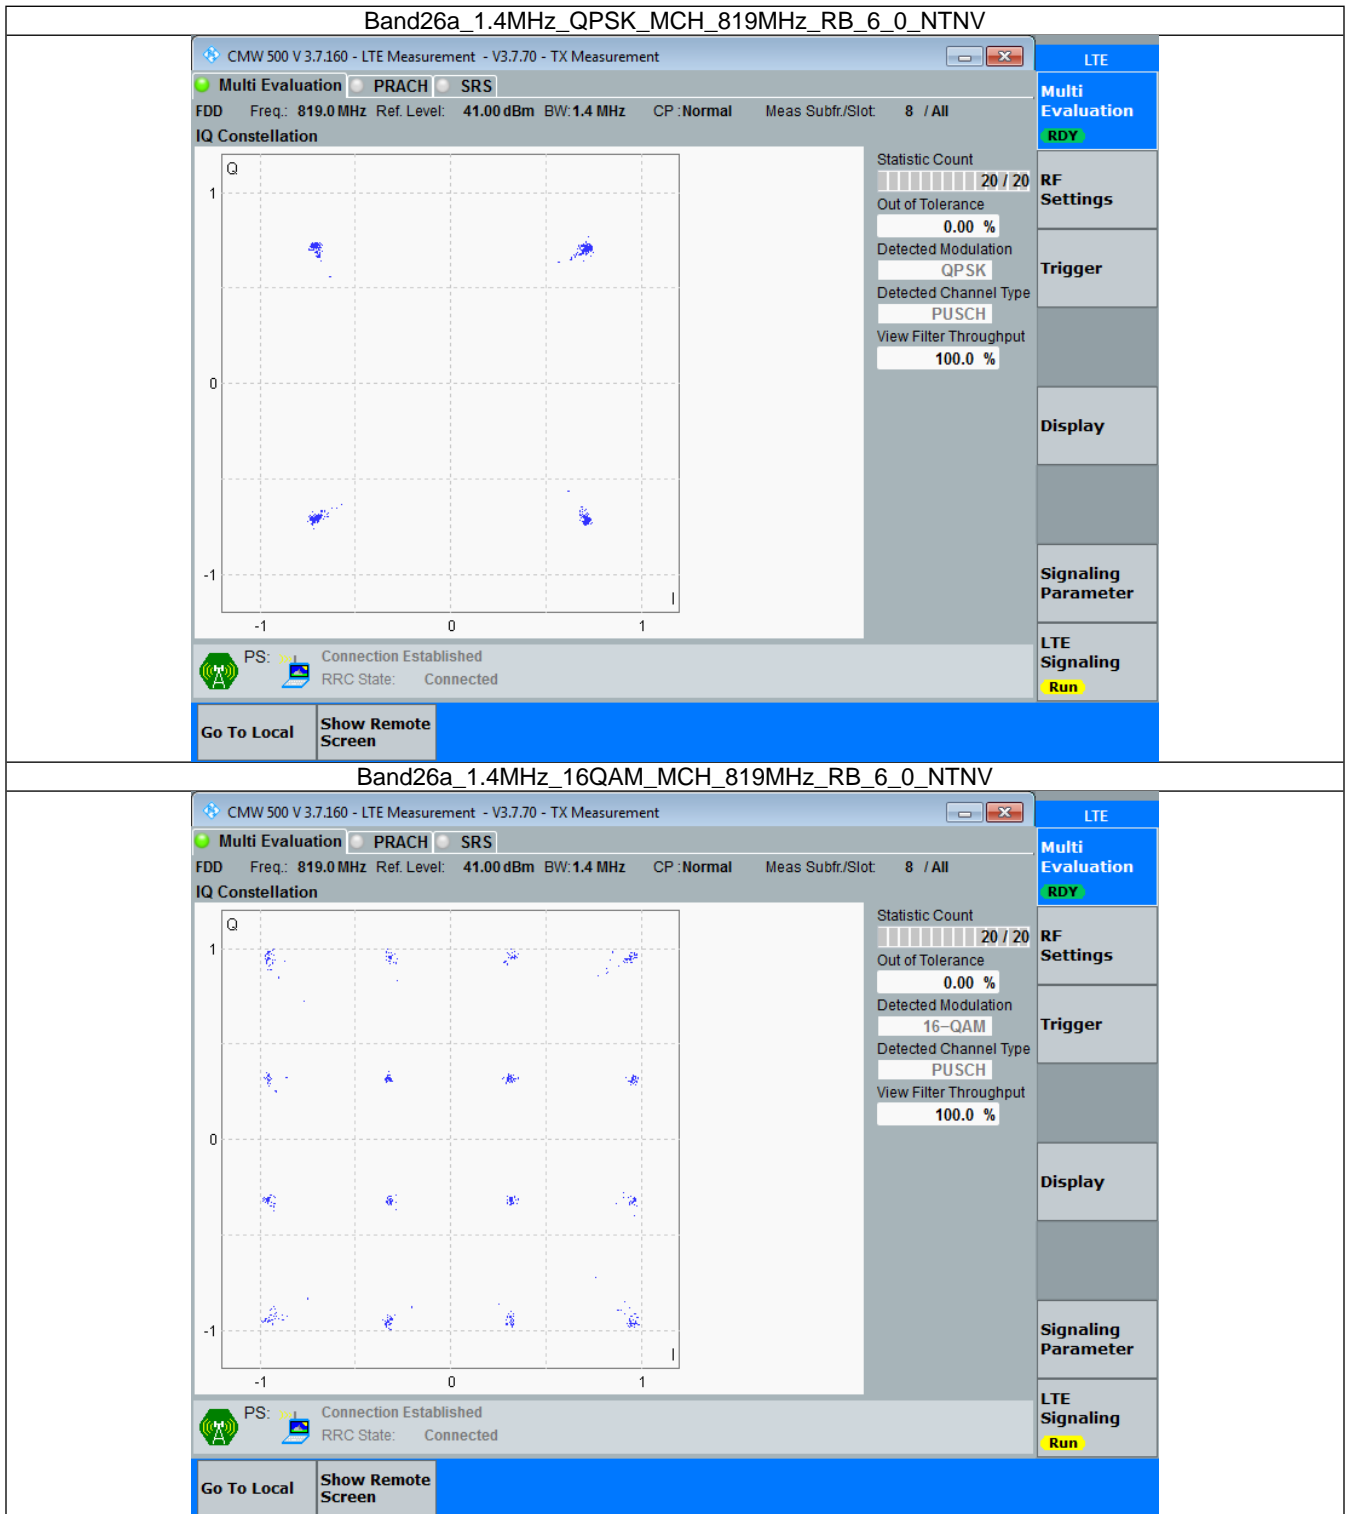 Band26a_1.4MHz_QPSK_MCH_819MHz_RB_6_0_NTNV
CMW 500 V 3.7.160 - LTE Measurement - V3.7.70 - TX Measurement
LTE
Multi Evaluation PRACH SRS
Multi
Evaluation
RDY
FDD Freq.: 819.0 MHz Ref. Level: 41.00 dBm BW: 1.4 MHz CP : Normal Meas Subfr./Slot: 8 / All
IQ Constellation
Q
1
0
-1
I
-1 0 1
Statistic Count
20 / 20
Out of Tolerance
0.00 %
Detected Modulation
QPSK
Detected Channel Type
PUSCH
View Filter Throughput
100.0 %
RF
Settings
Trigger
Display
Signaling
Parameter
LTE
Signaling
Run
PS: Connection Established
RRC State: Connected
Go To Local
Show Remote
Screen
Band26a_1.4MHz_16QAM_MCH_819MHz_RB_6_0_NTNV
CMW 500 V 3.7.160 - LTE Measurement - V3.7.70 - TX Measurement
LTE
Multi Evaluation PRACH SRS
Multi
Evaluation
RDY
FDD Freq.: 819.0 MHz Ref. Level: 41.00 dBm BW: 1.4 MHz CP : Normal Meas Subfr./Slot: 8 / All
IQ Constellation
Q
1
0
-1
I
-1 0 1
Statistic Count
20 / 20
Out of Tolerance
0.00 %
Detected Modulation
16-QAM
Detected Channel Type
PUSCH
View Filter Throughput
100.0 %
RF
Settings
Trigger
Display
Signaling
Parameter
LTE
Signaling
Run
PS: Connection Established
RRC State: Connected
Go To Local
Show Remote
Screen